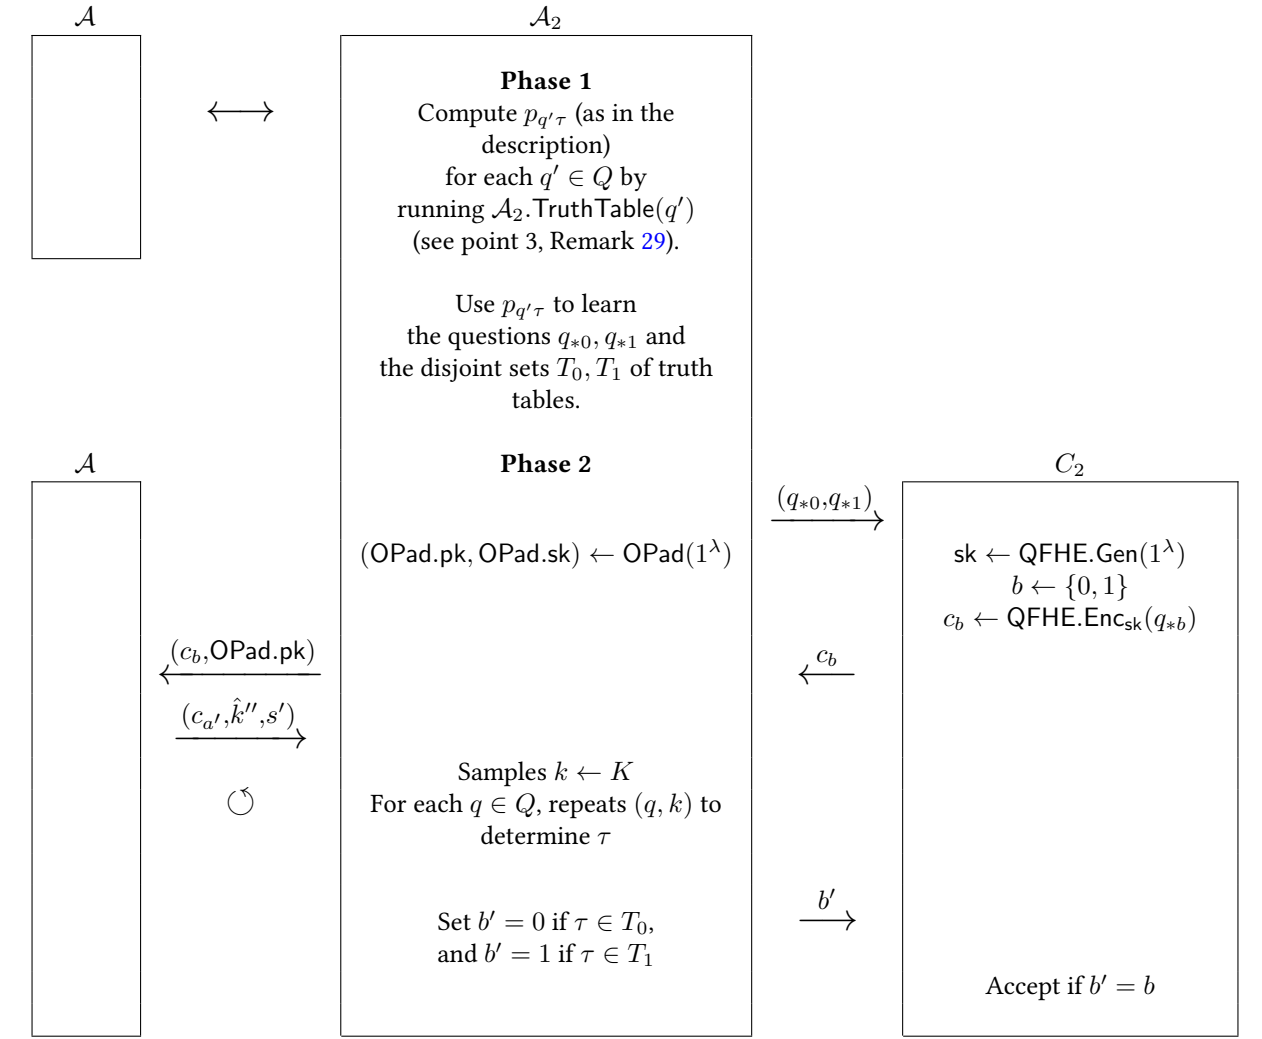 𝒜
𝒜₂
Phase 1
Compute p_{q′τ} (as in the
description)
for each q′ ∈ Q by
running 𝒜₂.TruthTable(q′)
(see point 3, Remark 29).
Use p_{q′τ} to learn
the questions q_{*0}, q_{*1} and
the disjoint sets T₀, T₁ of truth
tables.
𝒜
Phase 2
C₂
(q_{*0},q_{*1})
(OPad.pk, OPad.sk) ← OPad(1^λ)
sk ← QFHE.Gen(1^λ)
b ← {0, 1}
c_b ← QFHE.Enc_{sk}(q_{*b})
(c_b,OPad.pk)
c_b
(c_{a′},k̂″,s′)
Samples k ← K
For each q ∈ Q, repeats (q, k) to
determine τ
b′
Set b′ = 0 if τ ∈ T₀,
and b′ = 1 if τ ∈ T₁
Accept if b′ = b